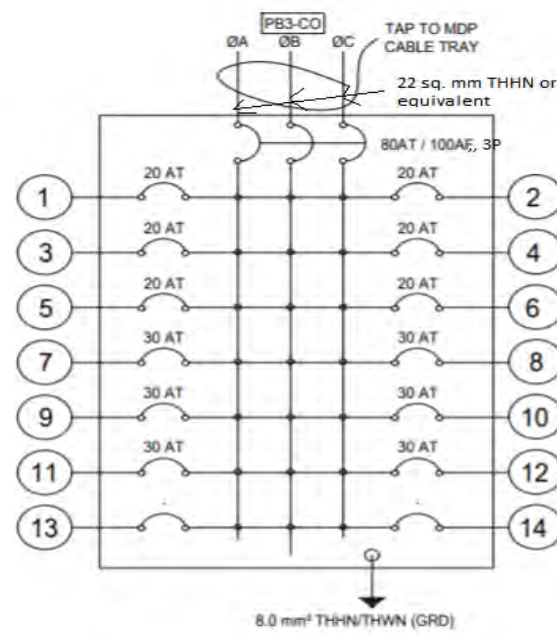 PB3-CO
ØA ØB ØC
TAP TO MDP
CABLE TRAY
22 sq. mm THHN or
equivalent
80AT / 100AF,, 3P
1 20 AT 20 AT 2
3 20 AT 20 AT 4
5 20 AT 20 AT 6
7 30 AT 30 AT 8
9 30 AT 30 AT 10
11 30 AT 30 AT 12
13 14
8.0 mm² THHN/THWN (GRD)